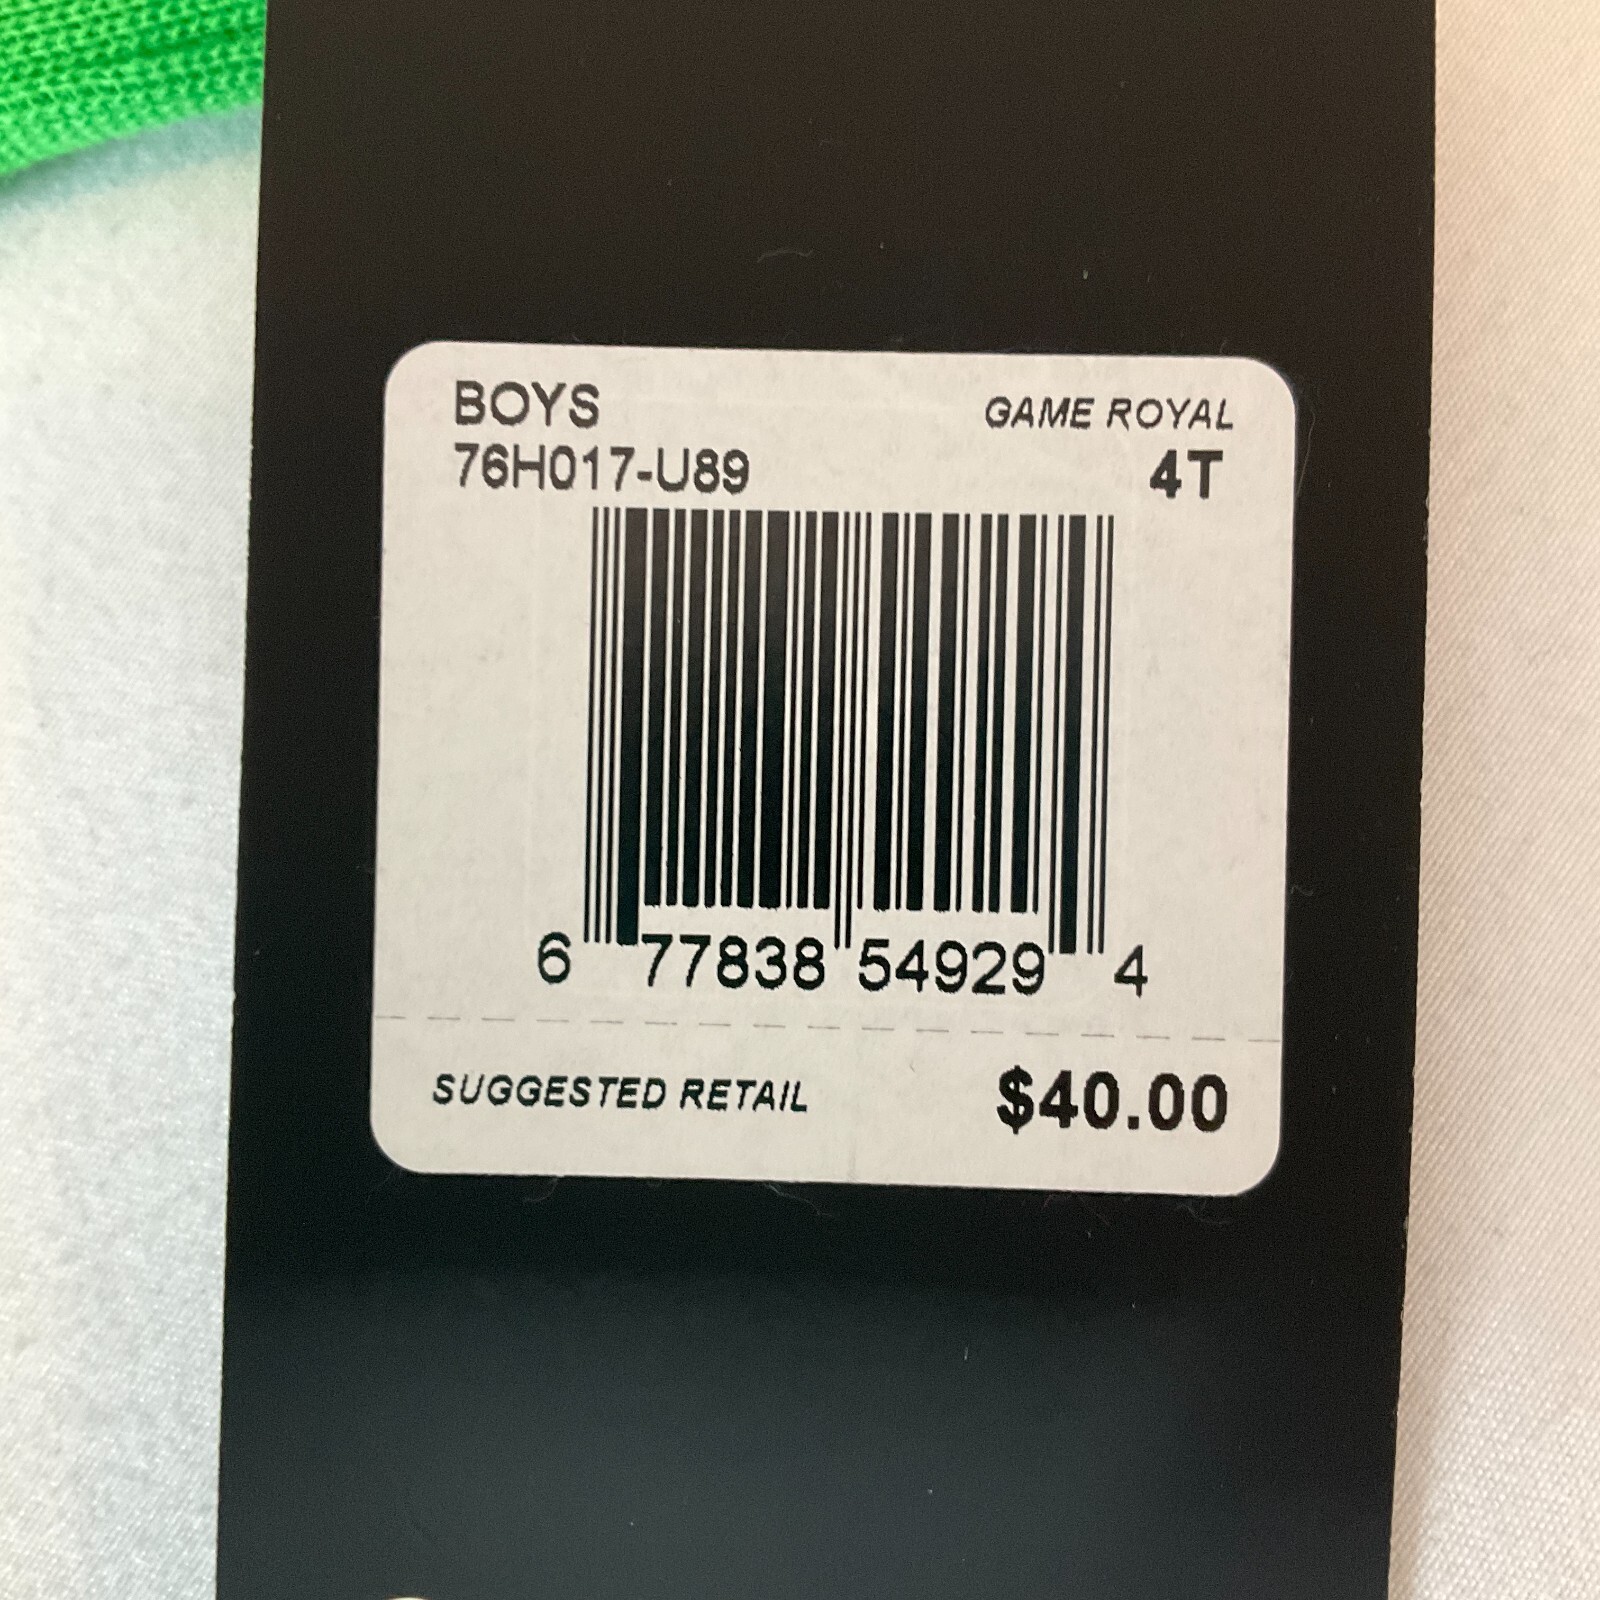 BOYS GAME ROYAL
76H017-U89 4T
6 77838 54929 4
SUGGESTED RETAIL $40.00